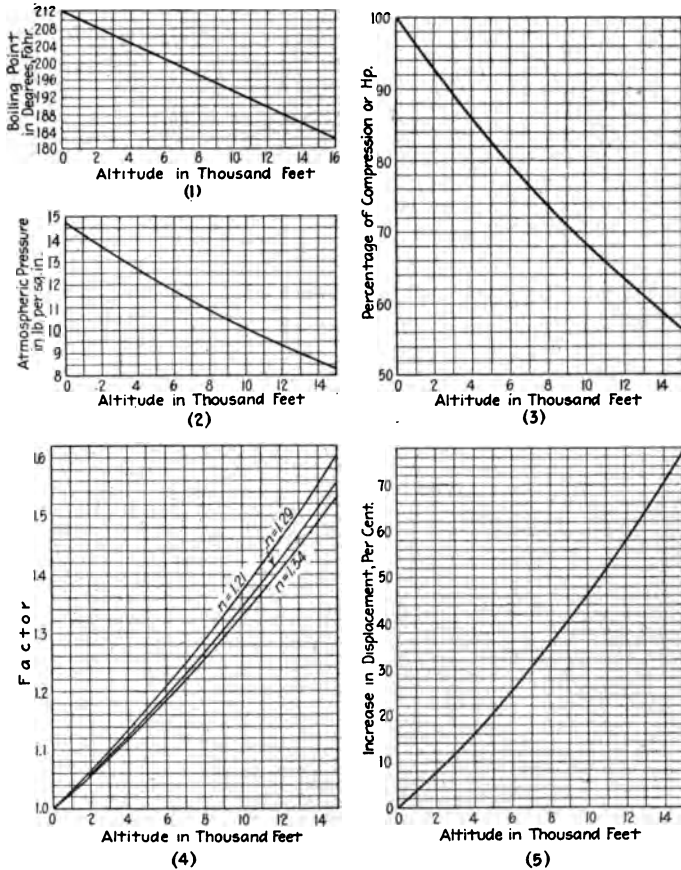 Boiling Point
in Degrees, Fahr.
212
208
204
200
196
192
188
184
180
0 2 4 6 8 10 12 14 16
Altitude in Thousand Feet
(1)
Atmospheric Pressure
in lb. per sq. in.
15
14
13
12
11
10
9
8
0 2 4 6 8 10 12 14
Altitude in Thousand Feet
(2)
Percentage of Compression or Hp.
100
90
80
70
60
50
0 2 4 6 8 10 12 14
Altitude in Thousand Feet
(3)
Factor
1.6
1.5
1.4
1.3
1.2
1.1
1.0
n=1.21
n=1.29
n=1.34
0 2 4 6 8 10 12 14
Altitude in Thousand Feet
(4)
Increase in Displacement, Per Cent.
70
60
50
40
30
20
10
0
0 2 4 6 8 10 12 14
Altitude in Thousand Feet
(5)